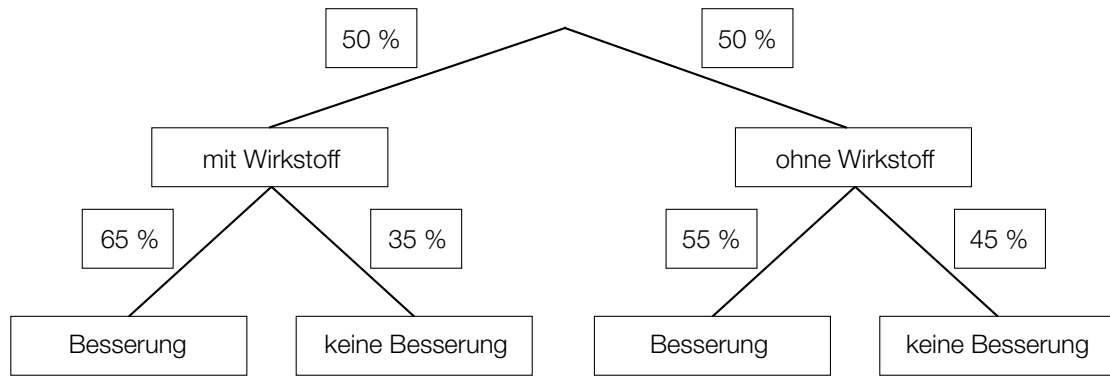 50 %
50 %
mit Wirkstoff
ohne Wirkstoff
65 %
35 %
55 %
45 %
Besserung
keine Besserung
Besserung
keine Besserung